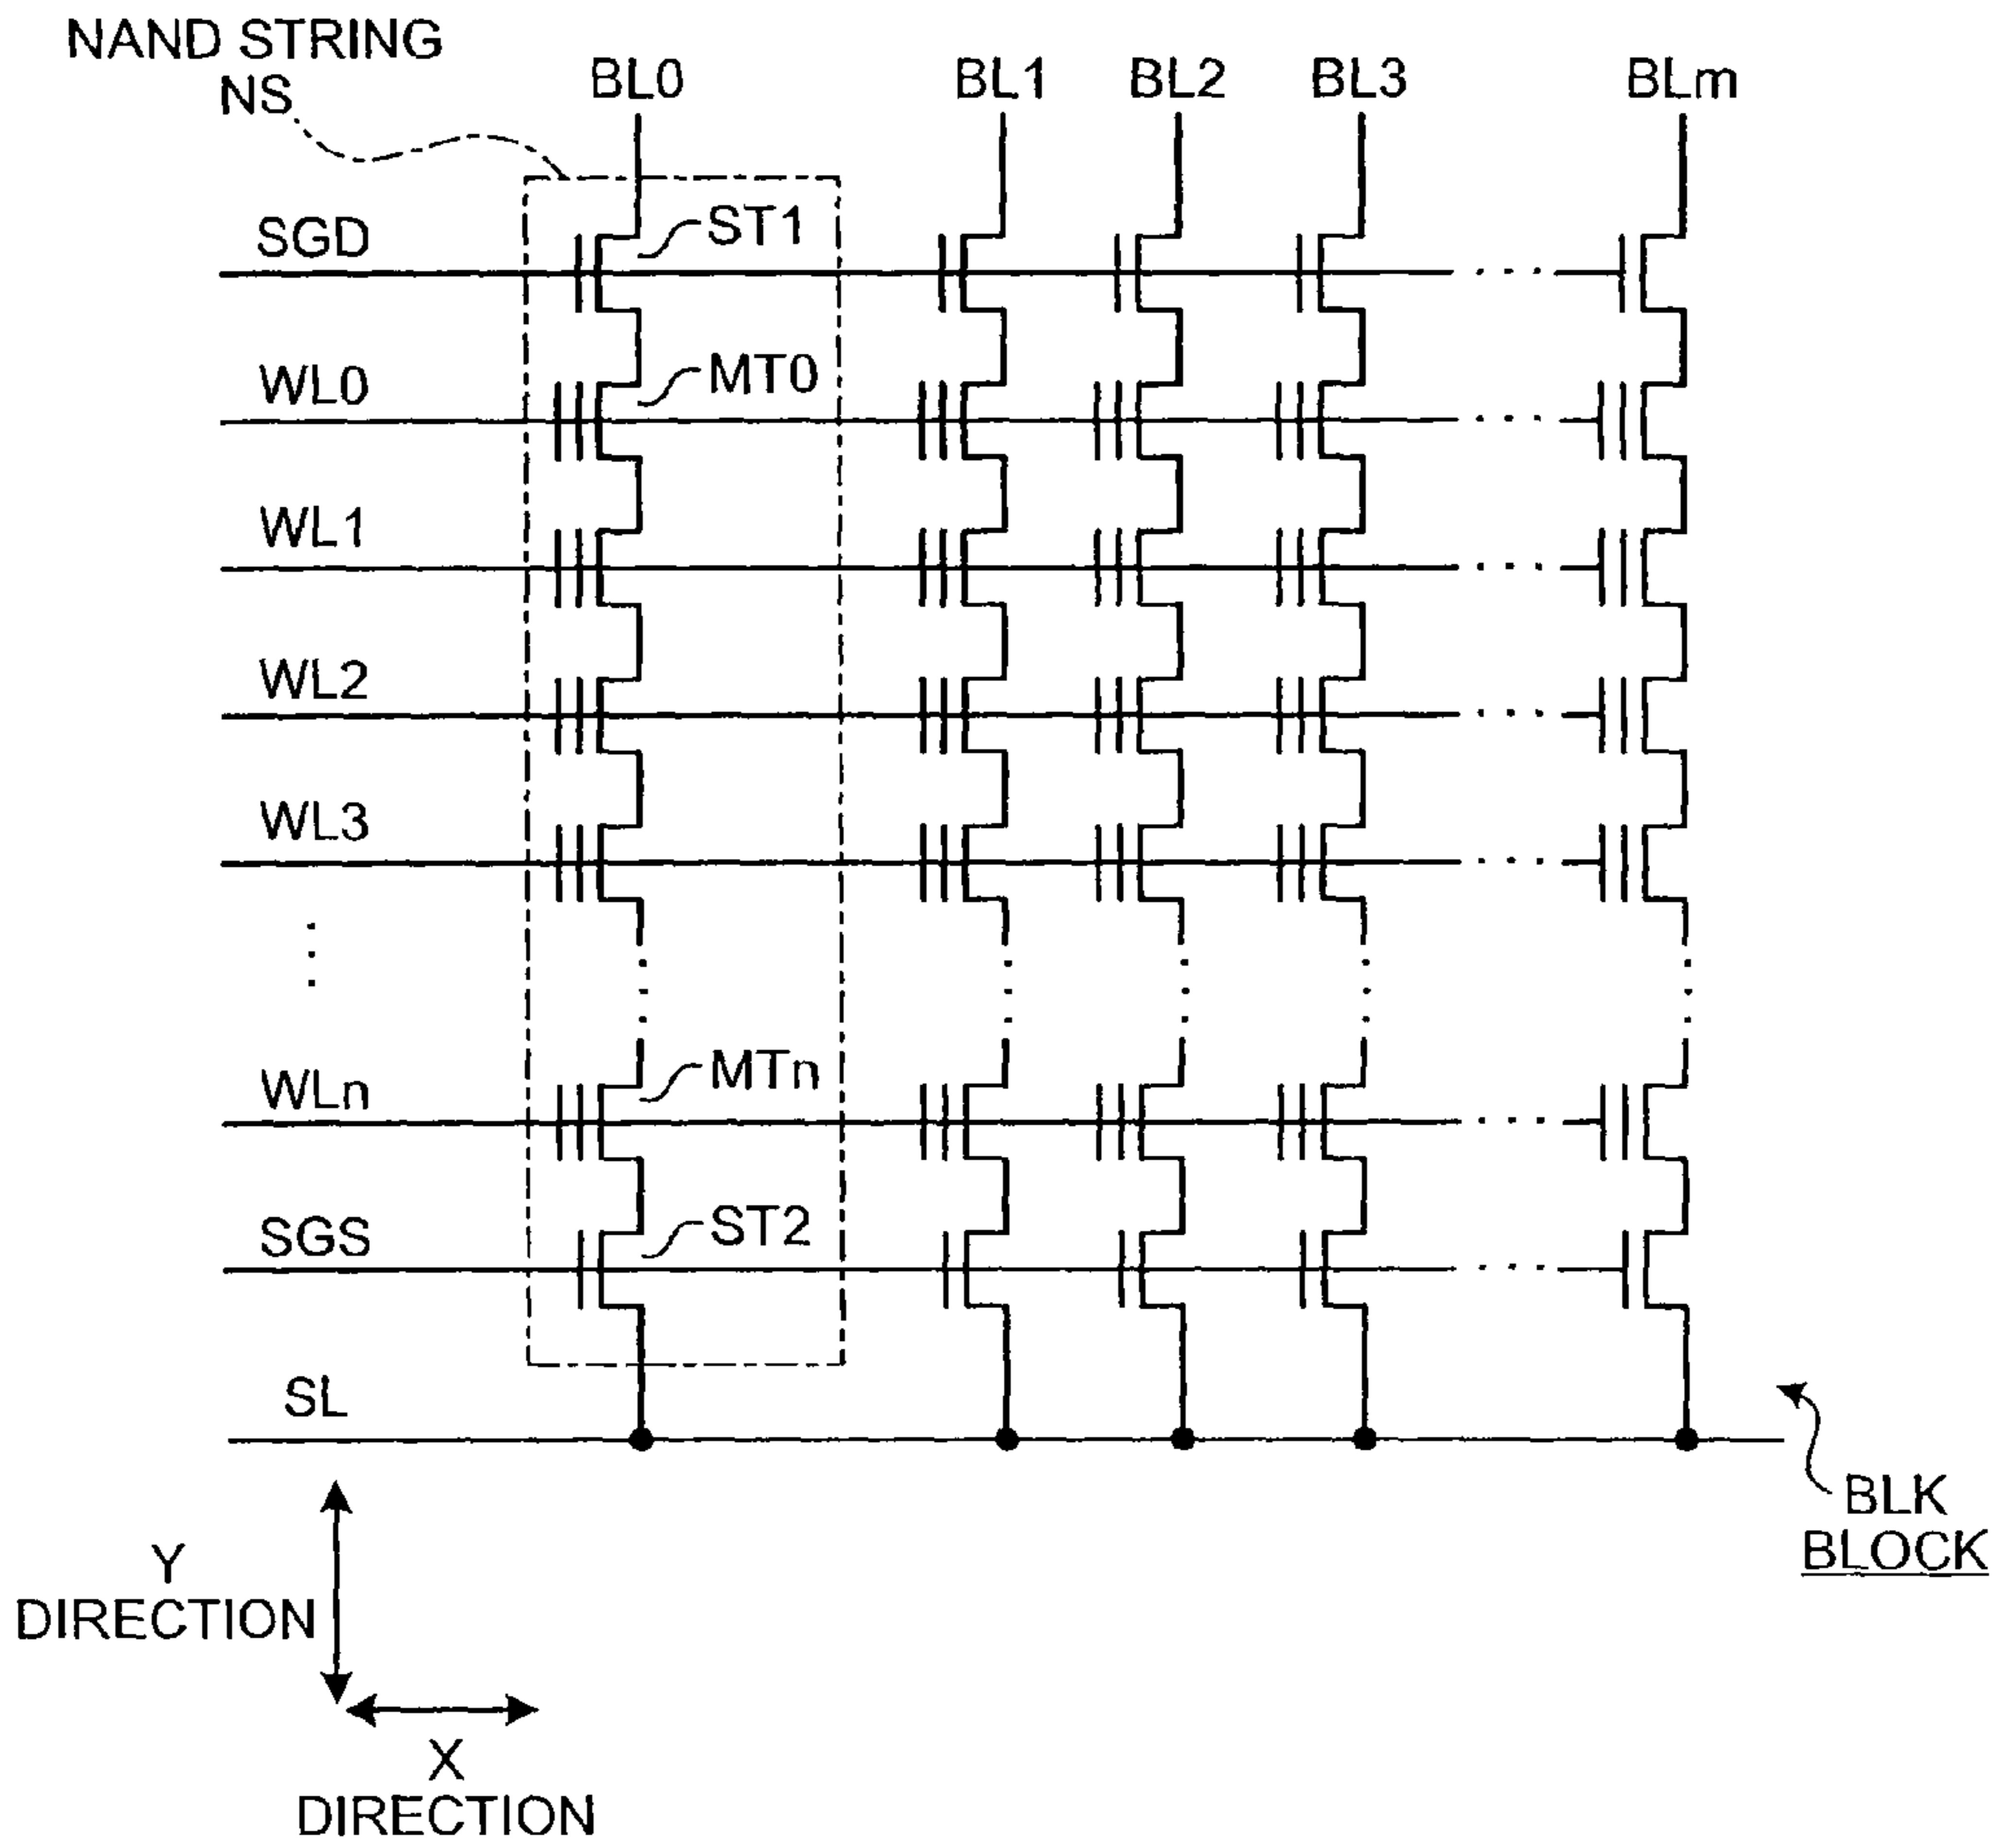 NAND STRING
NS
BL0 BL1 BL2 BL3 BLm
SGD ST1
WL0 MT0
WL1
WL2
WL3
WLn MTn
SGS ST2
SL
BLK
BLOCK
Y
DIRECTION
X
DIRECTION